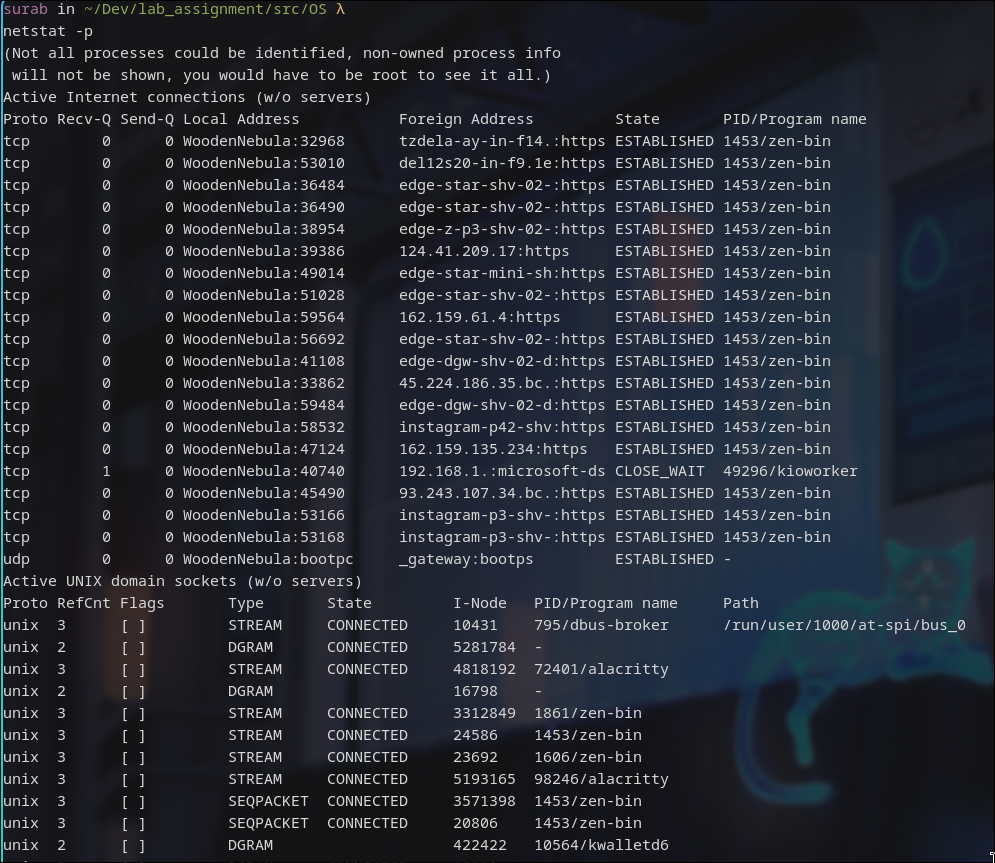 surab in ~/Dev/lab_assignment/src/OS λ
netstat -p
(Not all processes could be identified, non-owned process info
 will not be shown, you would have to be root to see it all.)
Active Internet connections (w/o servers)
Proto Recv-Q Send-Q Local Address           Foreign Address         State       PID/Program name
tcp        0      0 WoodenNebula:32968      tzdela-ay-in-f14.:https ESTABLISHED 1453/zen-bin
tcp        0      0 WoodenNebula:53010      del12s20-in-f9.1e:https ESTABLISHED 1453/zen-bin
tcp        0      0 WoodenNebula:36484      edge-star-shv-02-:https ESTABLISHED 1453/zen-bin
tcp        0      0 WoodenNebula:36490      edge-star-shv-02-:https ESTABLISHED 1453/zen-bin
tcp        0      0 WoodenNebula:38954      edge-z-p3-shv-02-:https ESTABLISHED 1453/zen-bin
tcp        0      0 WoodenNebula:39386      124.41.209.17:https     ESTABLISHED 1453/zen-bin
tcp        0      0 WoodenNebula:49014      edge-star-mini-sh:https ESTABLISHED 1453/zen-bin
tcp        0      0 WoodenNebula:51028      edge-star-shv-02-:https ESTABLISHED 1453/zen-bin
tcp        0      0 WoodenNebula:59564      162.159.61.4:https      ESTABLISHED 1453/zen-bin
tcp        0      0 WoodenNebula:56692      edge-star-shv-02-:https ESTABLISHED 1453/zen-bin
tcp        0      0 WoodenNebula:41108      edge-dgw-shv-02-d:https ESTABLISHED 1453/zen-bin
tcp        0      0 WoodenNebula:33862      45.224.186.35.bc.:https ESTABLISHED 1453/zen-bin
tcp        0      0 WoodenNebula:59484      edge-dgw-shv-02-d:https ESTABLISHED 1453/zen-bin
tcp        0      0 WoodenNebula:58532      instagram-p42-shv:https ESTABLISHED 1453/zen-bin
tcp        0      0 WoodenNebula:47124      162.159.135.234:https   ESTABLISHED 1453/zen-bin
tcp        1      0 WoodenNebula:40740      192.168.1.:microsoft-ds CLOSE_WAIT  49296/kioworker
tcp        0      0 WoodenNebula:45490      93.243.107.34.bc.:https ESTABLISHED 1453/zen-bin
tcp        0      0 WoodenNebula:53166      instagram-p3-shv-:https ESTABLISHED 1453/zen-bin
tcp        0      0 WoodenNebula:53168      instagram-p3-shv-:https ESTABLISHED 1453/zen-bin
udp        0      0 WoodenNebula:bootpc     _gateway:bootps         ESTABLISHED -
Active UNIX domain sockets (w/o servers)
Proto RefCnt Flags       Type       State         I-Node   PID/Program name     Path
unix  3      [ ]         STREAM     CONNECTED     10431    795/dbus-broker      /run/user/1000/at-spi/bus_0
unix  2      [ ]         DGRAM      CONNECTED     5281784  -
unix  3      [ ]         STREAM     CONNECTED     4818192  72401/alacritty
unix  2      [ ]         DGRAM                    16798    -
unix  3      [ ]         STREAM     CONNECTED     3312849  1861/zen-bin
unix  3      [ ]         STREAM     CONNECTED     24586    1453/zen-bin
unix  3      [ ]         STREAM     CONNECTED     23692    1606/zen-bin
unix  3      [ ]         STREAM     CONNECTED     5193165  98246/alacritty
unix  3      [ ]         SEQPACKET  CONNECTED     3571398  1453/zen-bin
unix  3      [ ]         SEQPACKET  CONNECTED     20806    1453/zen-bin
unix  2      [ ]         DGRAM                    422422   10564/kwalletd6